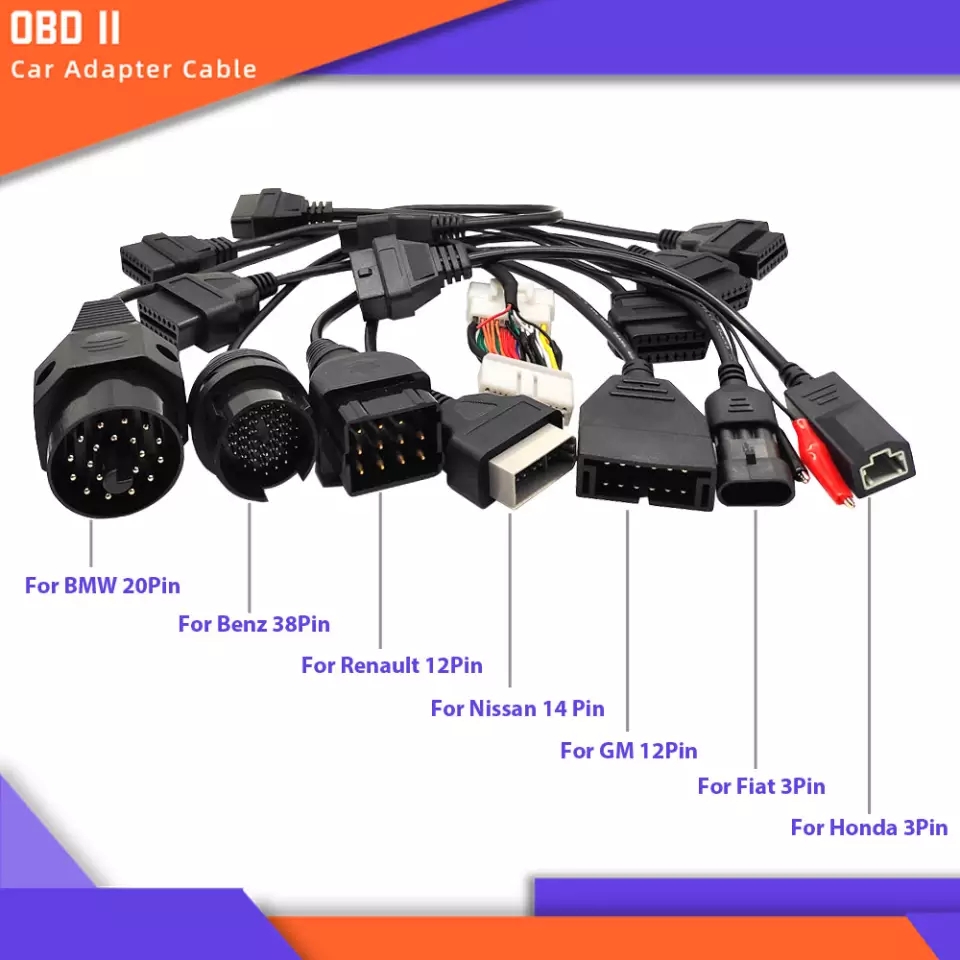 OBD II
Car Adapter Cable
For BMW 20Pin
For Benz 38Pin
For Renault 12Pin
For Nissan 14 Pin
For GM 12Pin
For Fiat 3Pin
For Honda 3Pin